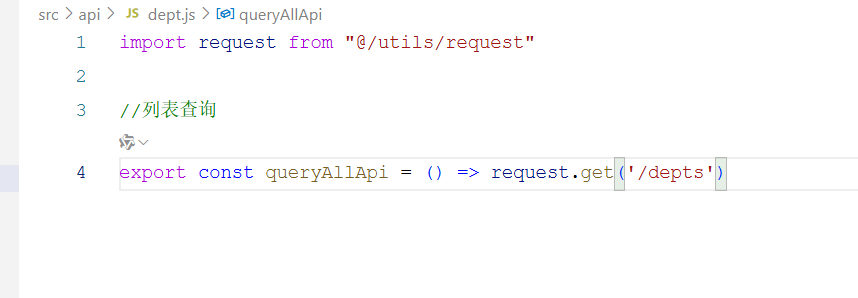 src > api > JS dept.js > queryAllApi
1 import request from "@/utils/request"
2
3 //列表查询
4 export const queryAllApi = () => request.get('/depts')